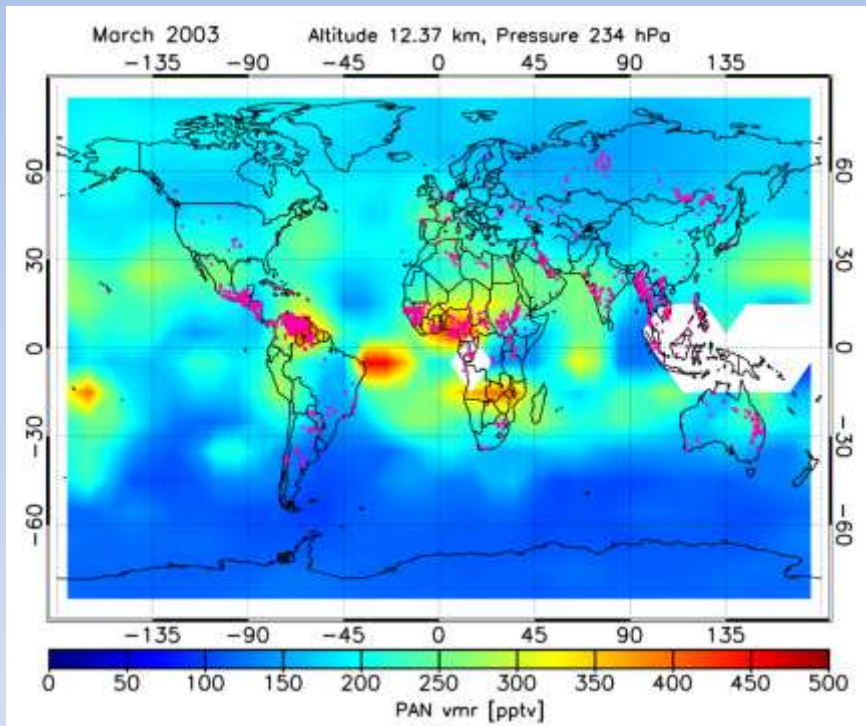 March 2003 Altitude 12.37 km, Pressure 234 hPa
-135 -90 -45 0 45 90 135
60 60
30 30
0 0
-30 -30
-60 -60
-135 -90 -45 0 45 90 135
0 50 100 150 200 250 300 350 400 450 500
PAN vmr [pptv]